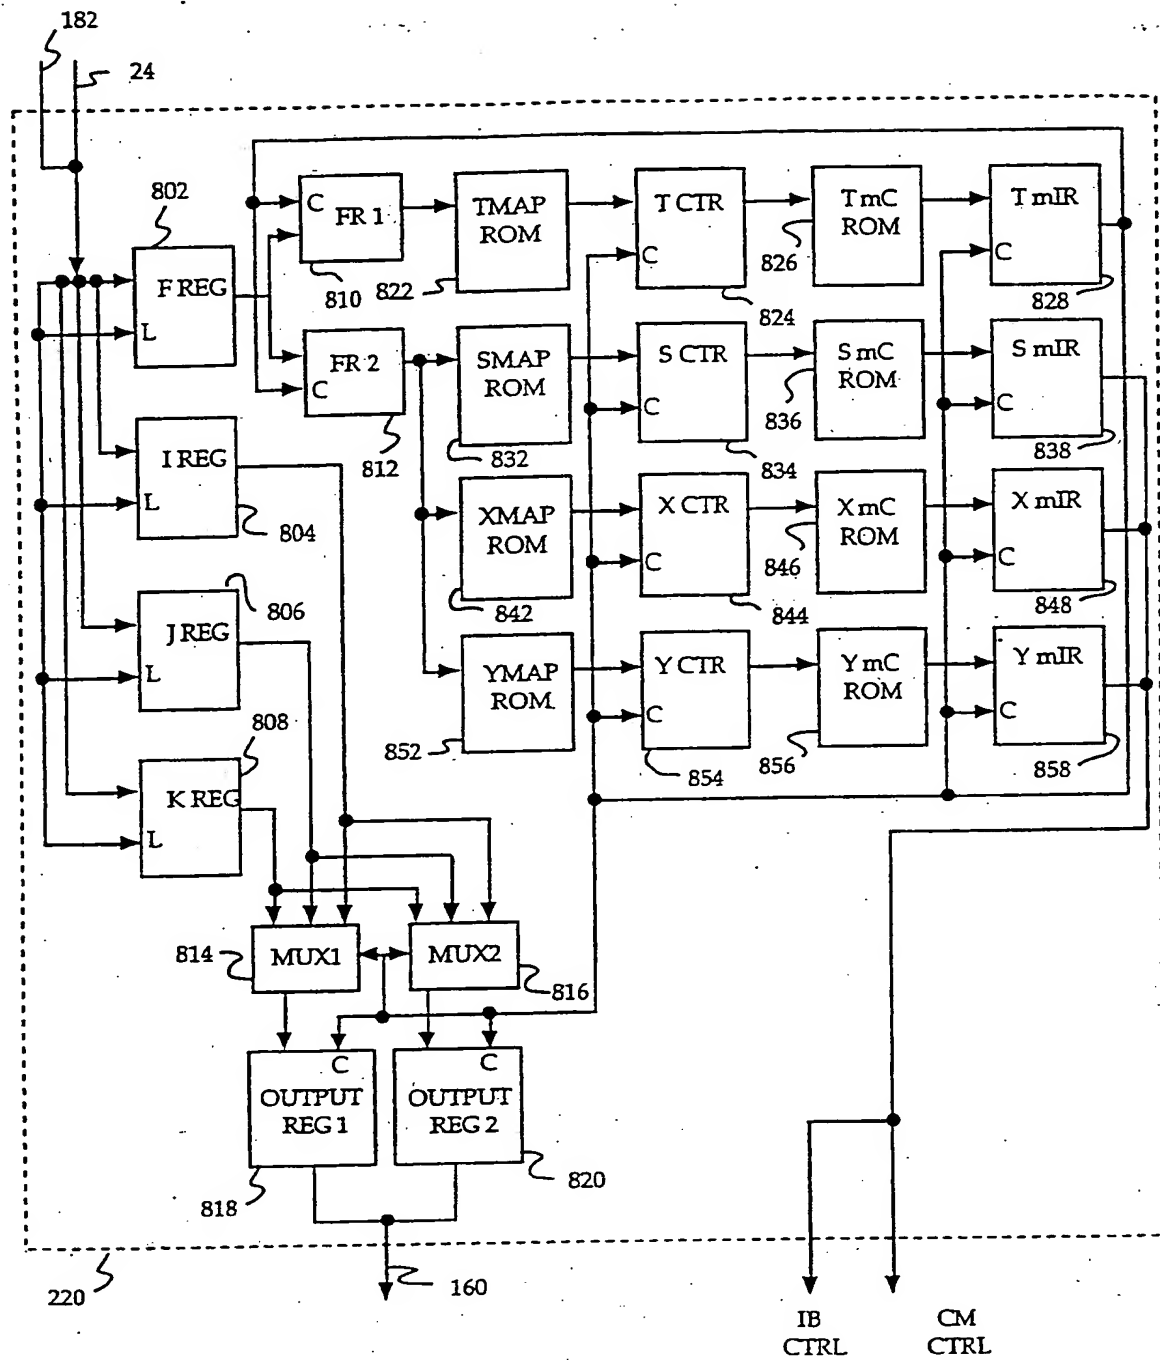 182
24
802
F REG
L
C
FR 1
810
TMAP
ROM
822
T CTR
C
824
T mC
ROM
826
T mIR
C
828
FR 2
C
812
SMAP
ROM
832
S CTR
C
834
S mC
ROM
836
S mIR
C
838
I REG
L
804
XMAP
ROM
842
X CTR
C
844
X mC
ROM
846
X mIR
C
848
806
J REG
L
YMAP
ROM
852
Y CTR
C
854
Y mC
ROM
856
Y mIR
C
858
808
K REG
L
814
MUX1
MUX2
816
C
OUTPUT
REG 1
818
C
OUTPUT
REG 2
820
220
160
IB
CTRL
CM
CTRL